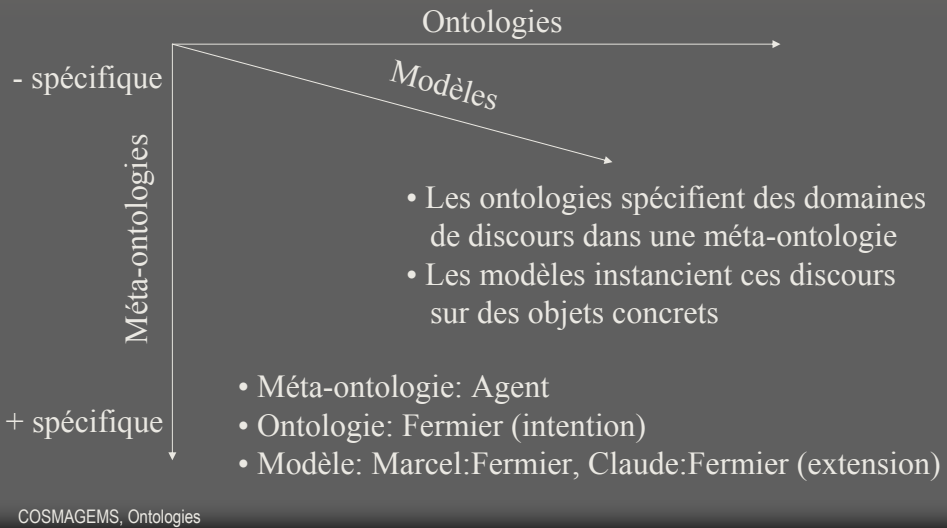 Ontologies
- spécifique
Modèles
Méta-ontologies
• Les ontologies spécifient des domaines
de discours dans une méta-ontologie
• Les modèles instancient ces discours
sur des objets concrets
+ spécifique
• Méta-ontologie: Agent
• Ontologie: Fermier (intention)
• Modèle: Marcel:Fermier, Claude:Fermier (extension)
COSMAGEMS, Ontologies